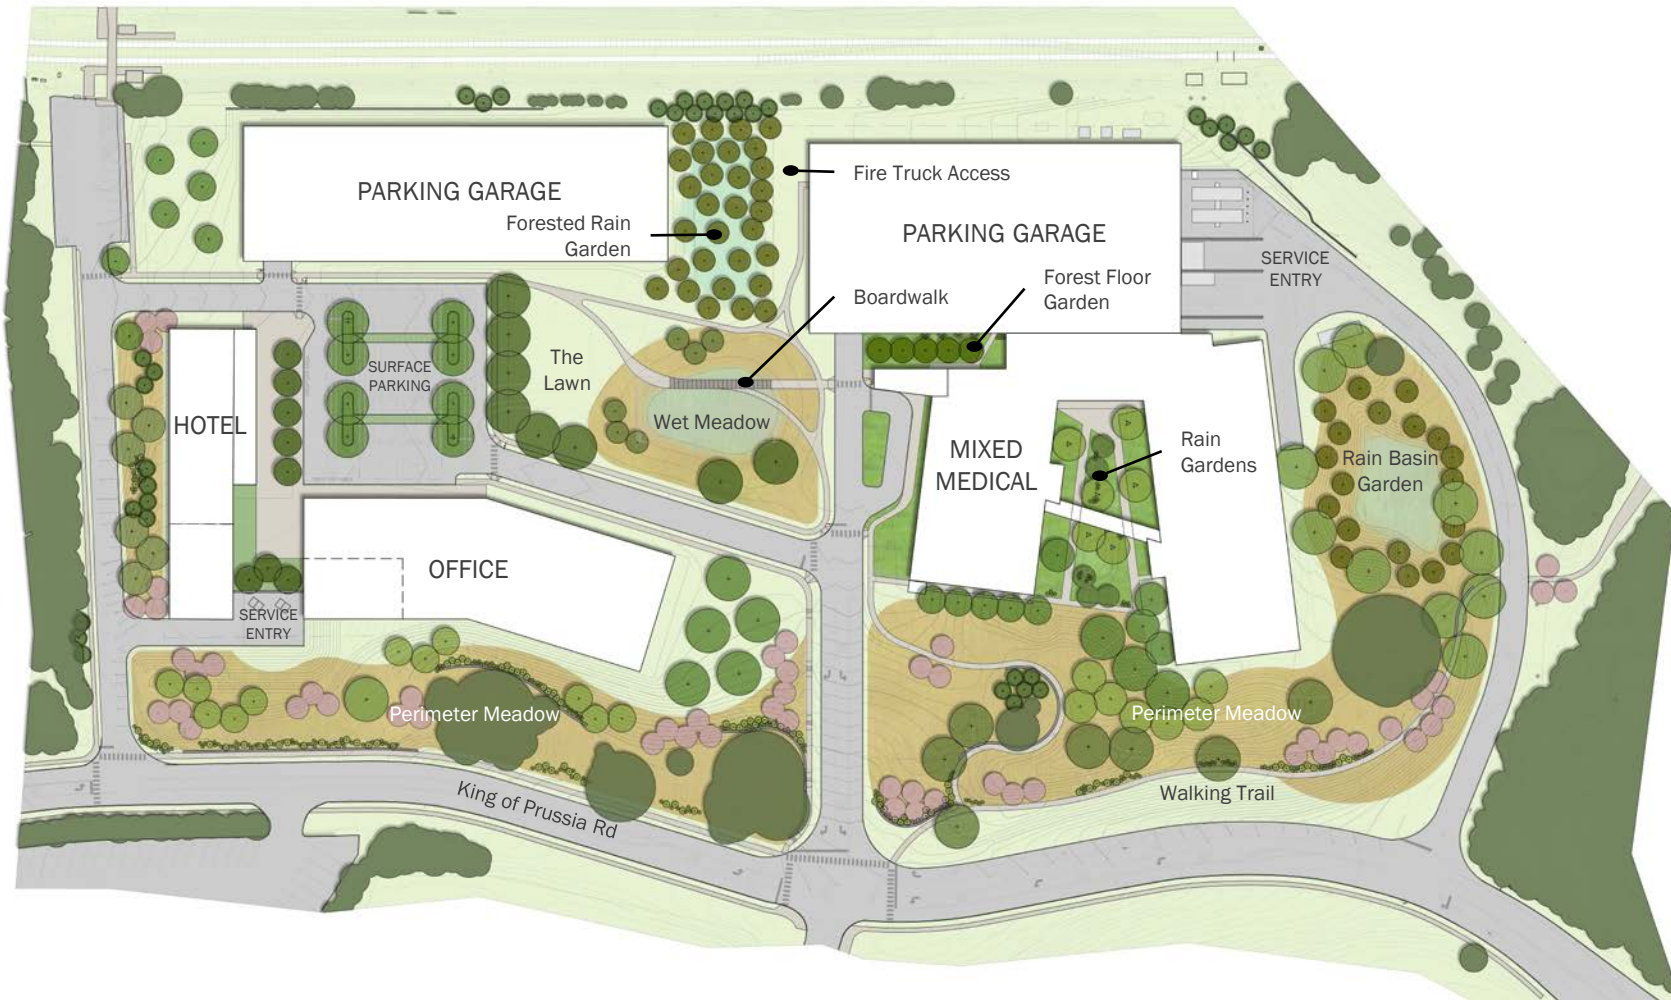 PARKING GARAGE
Forested Rain
Garden
Fire Truck Access
PARKING GARAGE
Forest Floor
Garden
Boardwalk
SERVICE
ENTRY
The
Lawn
SURFACE
PARKING
HOTEL
Wet Meadow
MIXED
MEDICAL
Rain
Gardens
Rain Basin
Garden
OFFICE
SERVICE
ENTRY
Perimeter Meadow
Perimeter Meadow
King of Prussia Rd
Walking Trail